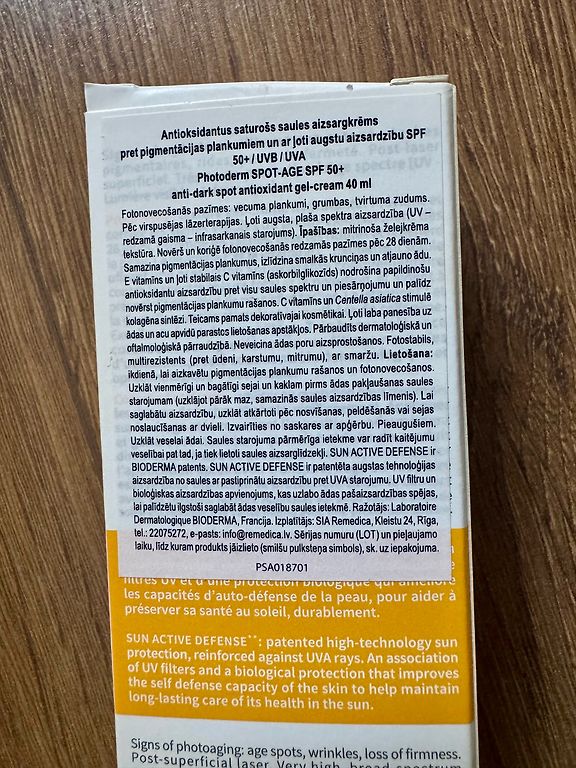 Antioksidantus saturošs saules aizsargkrēms
pret pigmentācijas plankumiem un ar ļoti augstu aizsardzību SPF
50+ / UVB / UVA
Photoderm SPOT-AGE SPF 50+
anti-dark spot antioxidant gel-cream 40 ml
Fotonovecošanās pazīmes: vecuma plankumi, grumbas, tvirtuma zudums.
Pēc virspusējas lāzerterapijas. Ļoti augsta, plaša spektra aizsardzība (UV –
redzamā gaisma – infrasarkanais starojums). Īpašības: mitrinoša želejkrēma
tekstūra. Novērš un koriģē fotonovecošanās redzamās pazīmes pēc 28 dienām.
Samazina pigmentācijas plankumus, izlīdzina smalkās krunciņas un atjauno ādu.
E vitamīns un ļoti stabilais C vitamīns (askorbilglikozīds) nodrošina papildinošu
antioksidantu aizsardzību pret visu saules spektru un piesārņojumu un palīdz
novērst pigmentācijas plankumu rašanos. C vitamīns un Centella asiatica stimulē
kolagēna sintēzi. Teicams pamats dekoratīvajai kosmētikai. Ļoti laba panesība uz
ādas un acu apvidū parastos lietošanas apstākļos. Pārbaudīts dermatoloģiskā un
oftalmoloģiskā pārraudzībā. Neveicina ādas poru aizsprostošanos. Fotostabils,
multirezistents (pret ūdeni, karstumu, mitrumu), ar smaržu. Lietošana:
ikdienā, lai aizkavētu pigmentācijas plankumu rašanos un fotonovecošanos.
Uzklāt vienmērīgi un bagātīgi sejai un kaklam pirms ādas pakļaušanas saules
starojumam (uzklājot pārāk maz, samazinās saules aizsardzības līmenis). Lai
saglabātu aizsardzību, uzklāt atkārtoti pēc nosvīšanas, peldēšanās vai sejas
noslaucīšanas ar dvieli. Izvairīties no saskares ar apģērbu. Pieaugušiem.
Uzklāt veselai ādai. Saules starojuma pārmērīga ietekme var radīt kaitējumu
veselībai pat tad, ja tiek lietoti saules aizsarglīdzekļi. SUN ACTIVE DEFENSE ir
BIODERMA patents. SUN ACTIVE DEFENSE ir patentēta augstas tehnoloģijas
aizsardzība no saules ar pastiprinātu aizsardzību pret UVA starojumu. UV filtru un
bioloģiskas aizsardzības apvienojums, kas uzlabo ādas pašaizsardzības spējas,
lai palīdzētu ilgstoši saglabāt ādas veselību saules ietekmē. Ražotājs: Laboratoire
Dermatologique BIODERMA, Francija. Izplatītājs: SIA Remedica, Kleistu 24, Rīga,
tel.: 22075272, e-pasts: info@remedica.lv. Sērijas numuru (LOT) un pieļaujamo
laiku, līdz kuram produkts jāizlieto (smilšu pulksteņa simbols), sk. uz iepakojuma.
PSA018701
filtres UV et d'une protection biologique qui améliore
les capacités d'auto-défense de la peau, pour aider à
préserver sa santé au soleil, durablement.
SUN ACTIVE DEFENSE**: patented high-technology sun
protection, reinforced against UVA rays. An association
of UV filters and a biological protection that improves
the self defense capacity of the skin to help maintain
long-lasting care of its health in the sun.
Signs of photoaging: age spots, wrinkles, loss of firmness.
Post-superficial laser. Very high, broad-spectrum